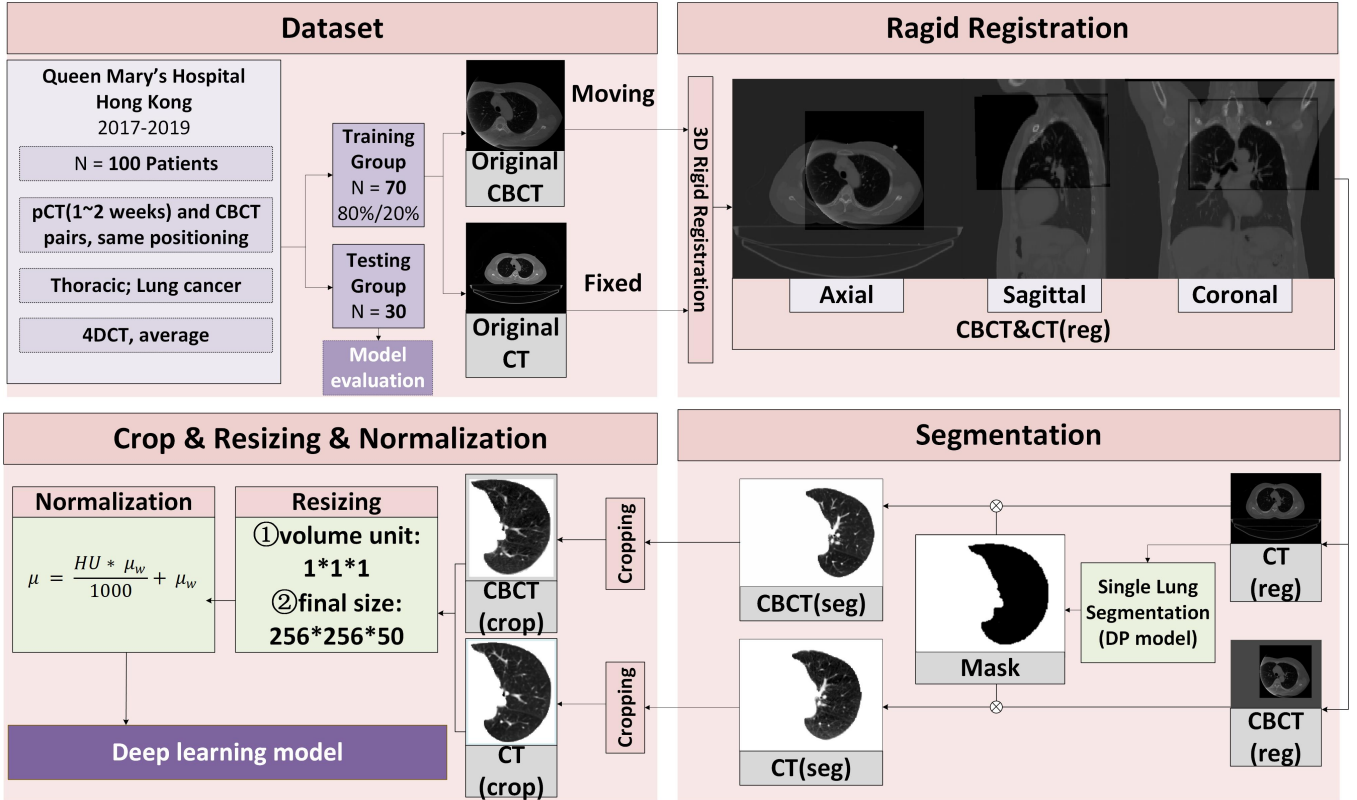 Dataset
Queen Mary's Hospital
Hong Kong
2017-2019
N = 100 Patients
pCT(1~2 weeks) and CBCT
pairs, same positioning
Thoracic; Lung cancer
4DCT, average
Training
Group
N = 70
80%/20%
Testing
Group
N = 30
Model
evaluation
Original
CBCT
Moving
Original
CT
Fixed
Ragid Registration
3D Rigid Registration
Axial
Sagittal
Coronal
CBCT&CT(reg)
Segmentation
CT
(reg)
CBCT
(reg)
Single Lung
Segmentation
(DP model)
Mask
CBCT(seg)
CT(seg)
Crop & Resizing & Normalization
Cropping
Cropping
CBCT
(crop)
CT
(crop)
Resizing
①volume unit:
1*1*1
②final size:
256*256*50
Normalization
μ = HU * μw / 1000 + μw
Deep learning model